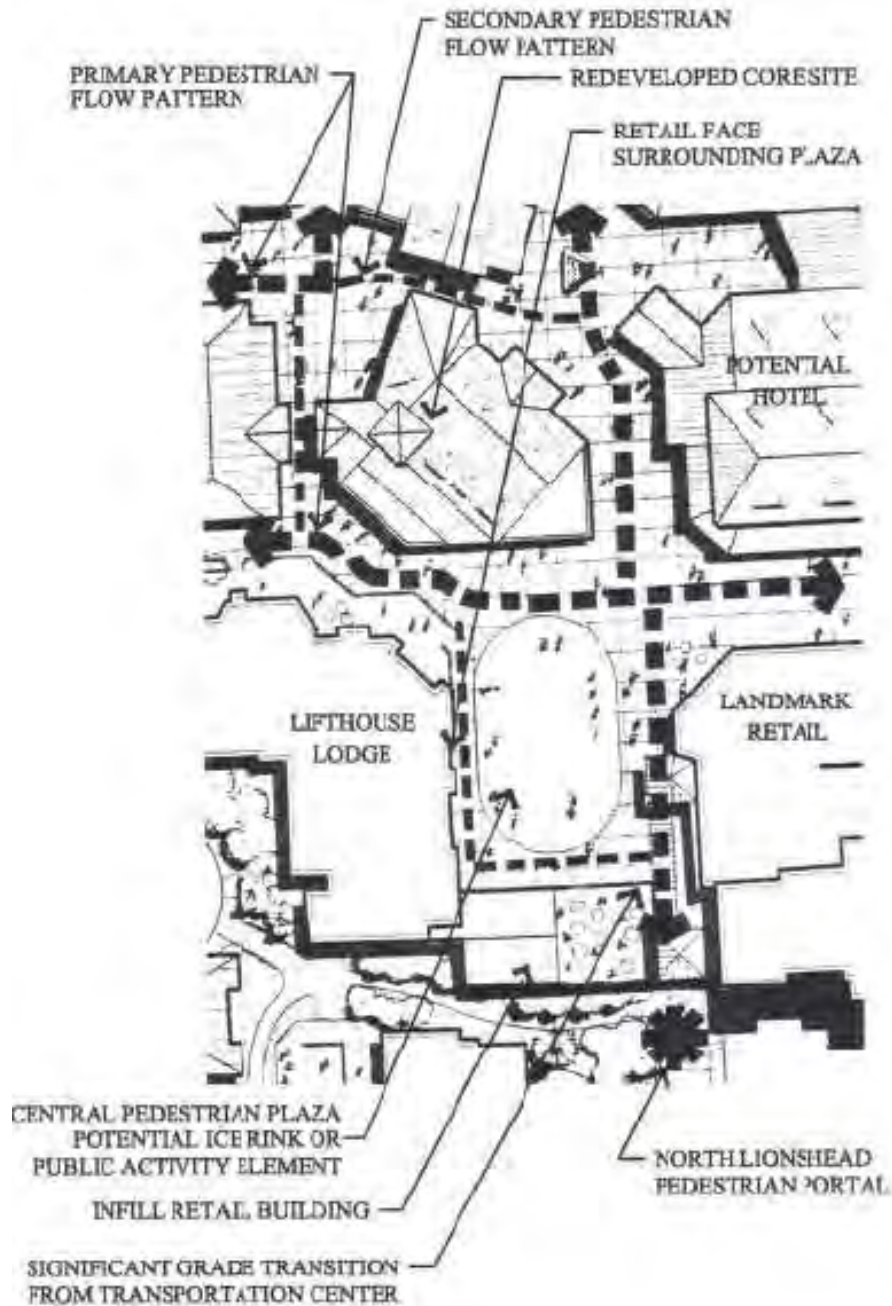 SECONDARY PEDESTRIAN
FLOW PATTERN
PRIMARY PEDESTRIAN
FLOW PATTERN
REDEVELOPED CORESITE
RETAIL FACE
SURROUNDING PLAZA
POTENTIAL
HOTEL
LIFTHOUSE
LODGE
LANDMARK
RETAIL
CENTRAL PEDESTRIAN PLAZA
POTENTIAL ICE RINK OR
PUBLIC ACTIVITY ELEMENT
NORTH LIONSHEAD
PEDESTRIAN PORTAL
INFILL RETAIL BUILDING
SIGNIFICANT GRADE TRANSITION
FROM TRANSPORTATION CENTER